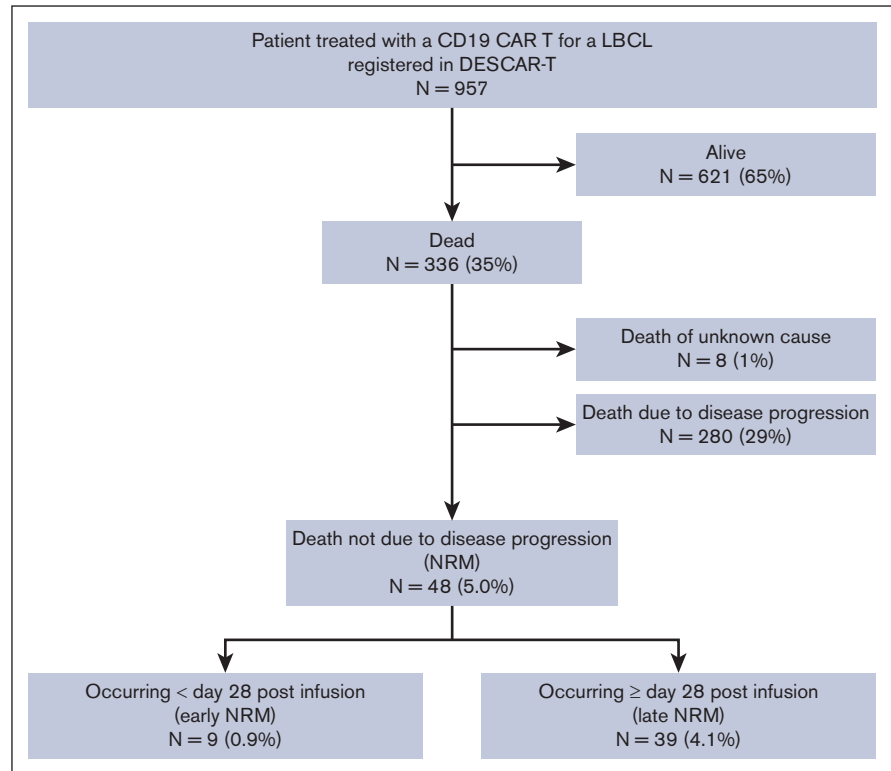 Patient treated with a CD19 CAR T for a LBCL
registered in DESCAR-T
N = 957
Alive
N = 621 (65%)
Dead
N = 336 (35%)
Death of unknown cause
N = 8 (1%)
Death due to disease progression
N = 280 (29%)
Death not due to disease progression
(NRM)
N = 48 (5.0%)
Occurring < day 28 post infusion
(early NRM)
N = 9 (0.9%)
Occurring ≥ day 28 post infusion
(late NRM)
N = 39 (4.1%)